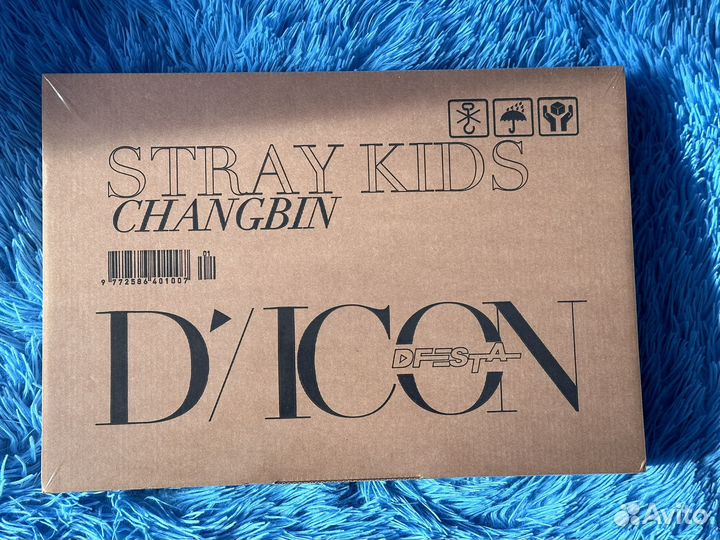 STRAY KIDS
CHANGBIN
01
9 772586 401007
D'/ICON
DFESTA
Avito